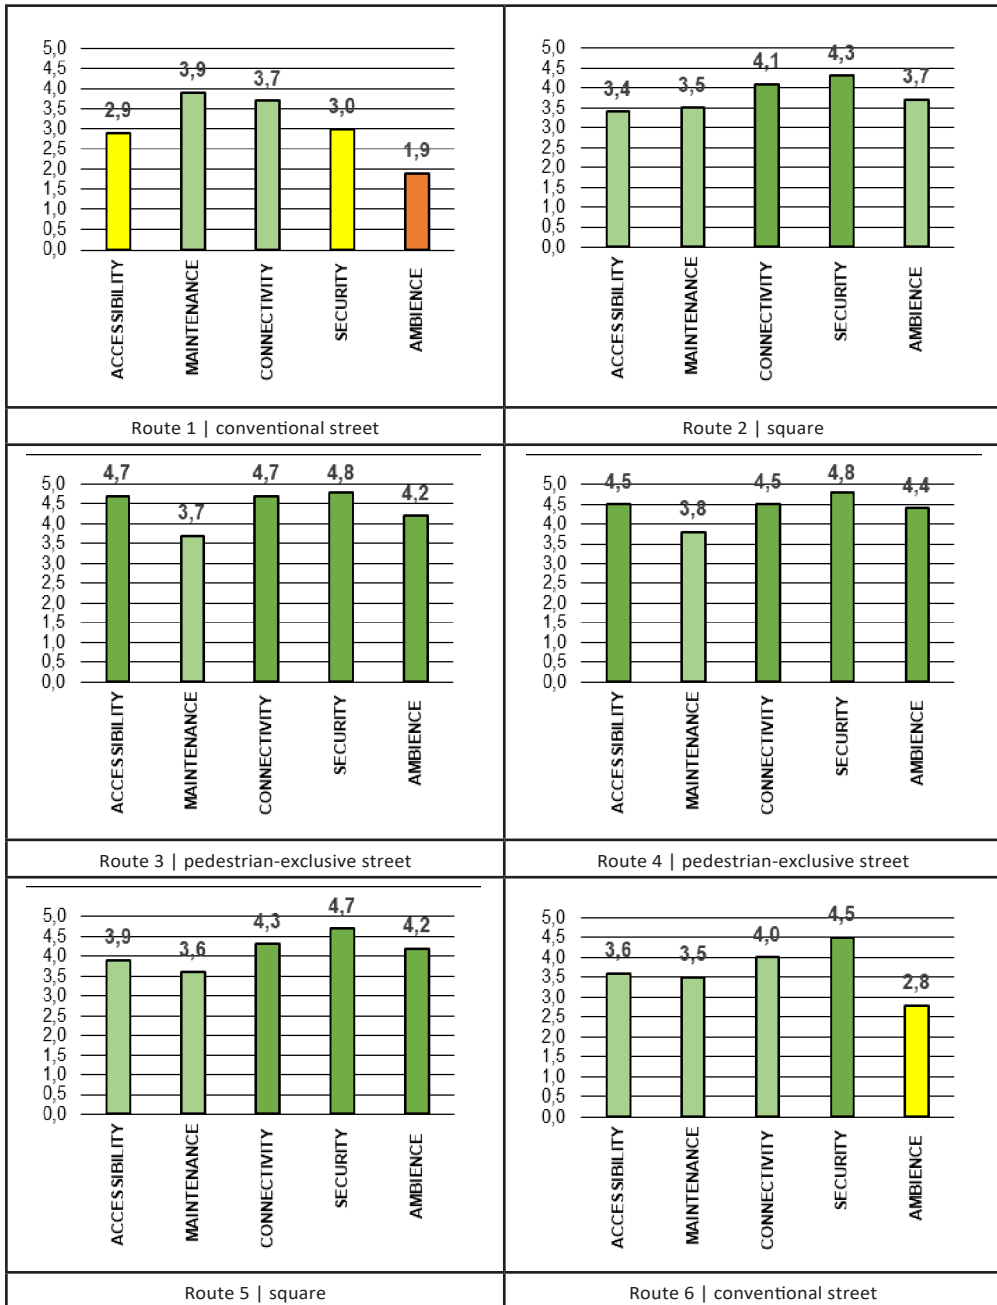 5,0
4,5
4,0
3,5
3,0
2,5
2,0
1,5
1,0
0,5
0,0
2,9
3,9
3,7
3,0
1,9
ACCESSIBILITY
MAINTENANCE
CONNECTIVITY
SECURITY
AMBIENCE
Route 1 | conventional street
5,0
4,5
4,0
3,5
3,0
2,5
2,0
1,5
1,0
0,5
0,0
3,4
3,5
4,1
4,3
3,7
ACCESSIBILITY
MAINTENANCE
CONNECTIVITY
SECURITY
AMBIENCE
Route 2 | square
5,0
4,5
4,0
3,5
3,0
2,5
2,0
1,5
1,0
0,5
0,0
4,7
3,7
4,7
4,8
4,2
ACCESSIBILITY
MAINTENANCE
CONNECTIVITY
SECURITY
AMBIENCE
Route 3 | pedestrian-exclusive street
5,0
4,5
4,0
3,5
3,0
2,5
2,0
1,5
1,0
0,5
0,0
4,5
3,8
4,5
4,8
4,4
ACCESSIBILITY
MAINTENANCE
CONNECTIVITY
SECURITY
AMBIENCE
Route 4 | pedestrian-exclusive street
5,0
4,5
4,0
3,5
3,0
2,5
2,0
1,5
1,0
0,5
0,0
3,9
3,6
4,3
4,7
4,2
ACCESSIBILITY
MAINTENANCE
CONNECTIVITY
SECURITY
AMBIENCE
Route 5 | square
5,0
4,5
4,0
3,5
3,0
2,5
2,0
1,5
1,0
0,5
0,0
3,6
3,5
4,0
4,5
2,8
ACCESSIBILITY
MAINTENANCE
CONNECTIVITY
SECURITY
AMBIENCE
Route 6 | conventional street